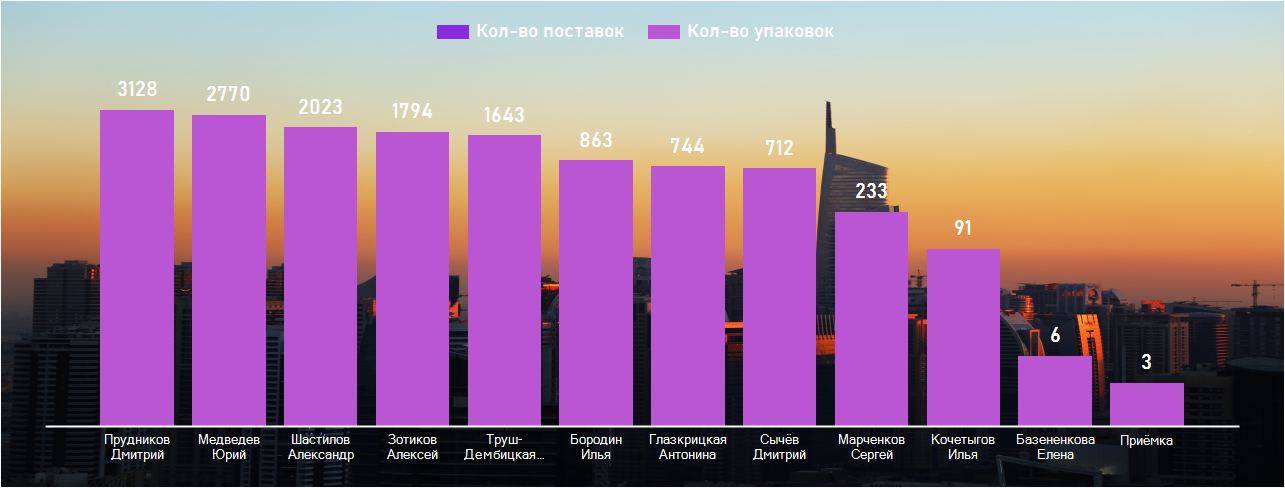 Кол-во поставок Кол-во упаковок
3128 2770 2023 1794 1643 863 744 712 233 91 6 3
Прудников Медведев Шастилов Зотиков Труш- Бородин Глазкрицкая Сычёв Марченков Кочетыгов Базененкова Приёмка
Дмитрий Юрий Александр Алексей Дембицкая... Илья Антонина Дмитрий Сергей Илья Елена